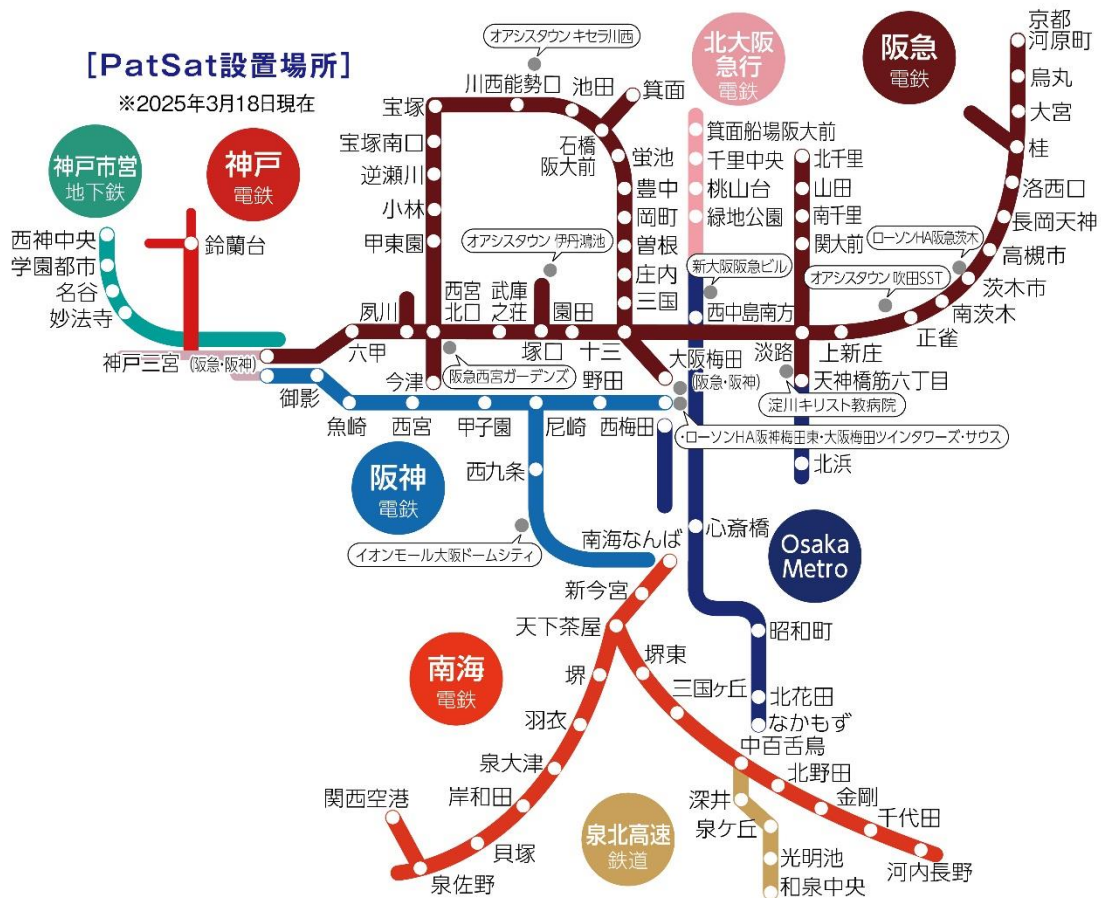 [PatSat設置場所]
※2025年3月18日現在
神戸市営
地下鉄
神戸
電鉄
北大阪
急行
電鉄
阪急
電鉄
オアシスタウン キセラ川西
川西能勢口
池田
箕面
宝塚
宝塚南口
逆瀬川
小林
甲東園
石橋
阪大前
蛍池
豊中
岡町
曽根
庄内
三国
箕面船場阪大前
千里中央
桃山台
緑地公園
北千里
山田
南千里
関大前
京都
河原町
烏丸
大宮
桂
洛西口
長岡天神
高槻市
茨木市
南茨木
正雀
上新庄
ローソンHA阪急茨木
オアシスタウン 吹田SST
新大阪阪急ビル
西中島南方
オアシスタウン 伊丹鴻池
西神中央
学園都市
名谷
妙法寺
鈴蘭台
神戸三宮
(阪急・阪神)
六甲
夙川
西宮
北口
武庫
之荘
塚口
園田
十三
今津
阪急西宮ガーデンズ
大阪梅田
(阪急・阪神)
淡路
天神橋筋六丁目
淀川キリスト教病院
・ローソンHA阪神梅田東・大阪梅田ツインタワーズ・サウス
北浜
御影
魚崎
西宮
甲子園
尼崎
野田
西梅田
阪神
電鉄
西九条
イオンモール大阪ドームシティ
心斎橋
Osaka
Metro
昭和町
北花田
なかもず
南海なんば
新今宮
天下茶屋
南海
電鉄
堺
羽衣
泉大津
岸和田
貝塚
泉佐野
関西空港
堺東
三国ヶ丘
中百舌鳥
北野田
金剛
千代田
河内長野
泉北高速
鉄道
深井
泉ケ丘
光明池
和泉中央